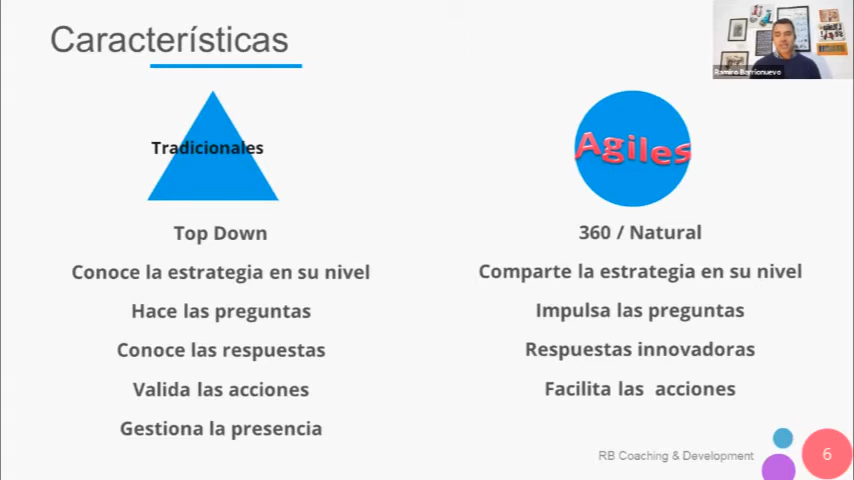 Características
Ramiro Barrionuevo
Tradicionales
Top Down
Conoce la estrategia en su nivel
Hace las preguntas
Conoce las respuestas
Valida las acciones
Gestiona la presencia
Agiles
360 / Natural
Comparte la estrategia en su nivel
Impulsa las preguntas
Respuestas innovadoras
Facilita las acciones
RB Coaching & Development
6